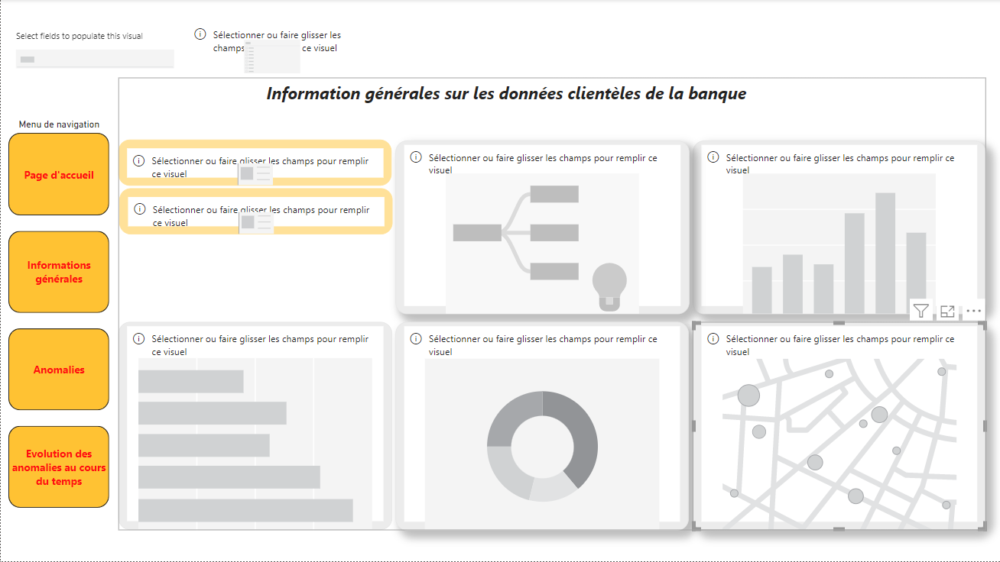 Select fields to populate this visual
Sélectionner ou faire glisser les
champs ce visuel
Information générales sur les données clientèles de la banque
Menu de navigation
Page d'accueil
Informations
générales
Anomalies
Evolution des
anomalies au cours
du temps
Sélectionner ou faire glisser les champs pour remplir
ce visuel
Sélectionner ou faire glisser les champs pour remplir
ce visuel
Sélectionner ou faire glisser les champs pour remplir ce
visuel
Sélectionner ou faire glisser les champs pour remplir ce
visuel
Sélectionner ou faire glisser les champs pour remplir
ce visuel
Sélectionner ou faire glisser les champs pour remplir ce
visuel
Sélectionner ou faire glisser les champs pour remplir ce
visuel